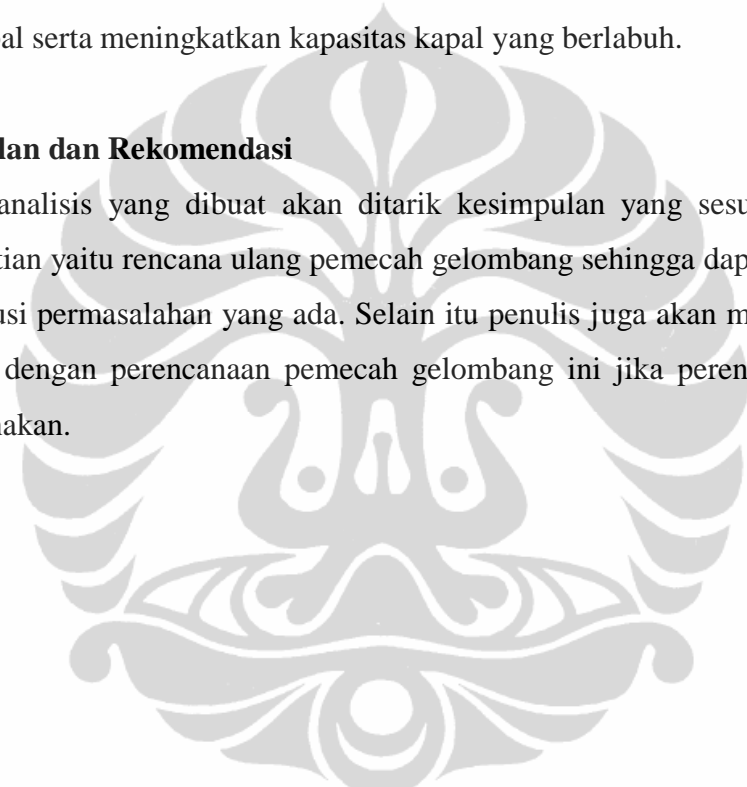 pal serta meningkatkan kapasitas kapal yang berlabuh.
lan dan Rekomendasi
analisis yang dibuat akan ditarik kesimpulan yang sesu
tian yaitu rencana ulang pemecah gelombang sehingga dap
usi permasalahan yang ada. Selain itu penulis juga akan m
dengan perencanaan pemecah gelombang ini jika peren
nakan.